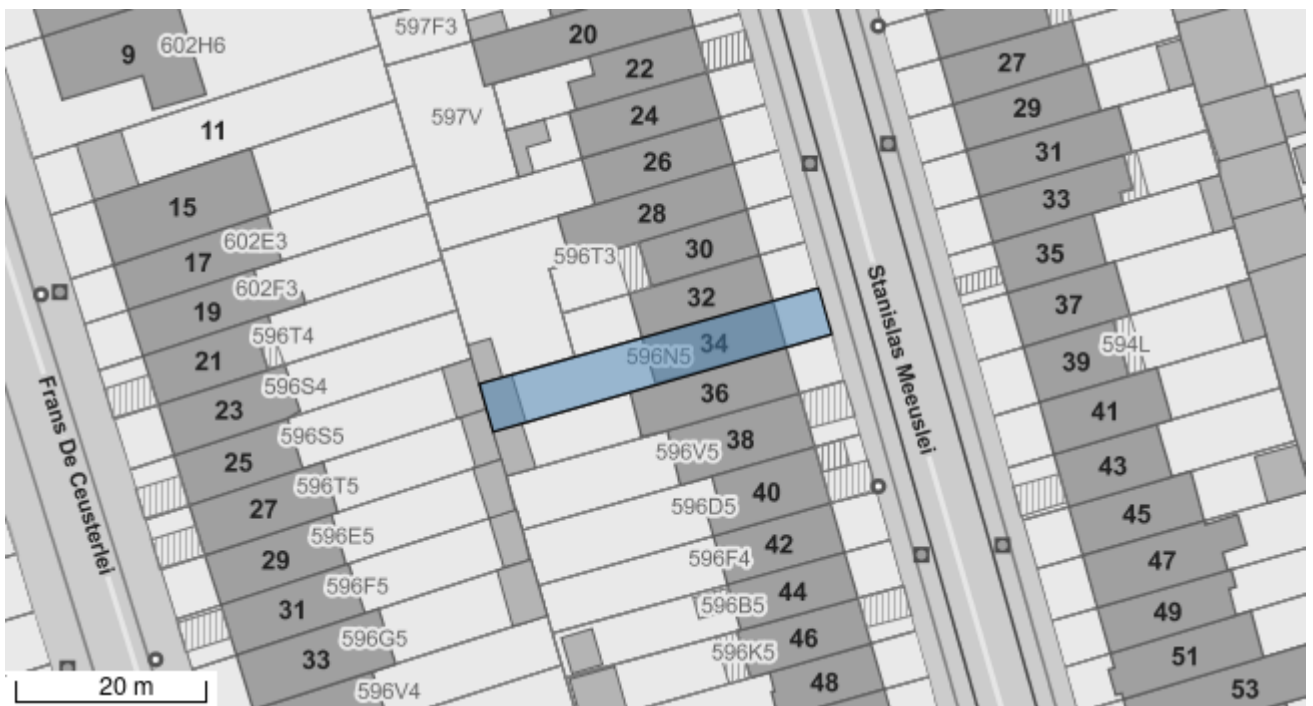 597F3
20
9
602H6
27
22
29
24
597V
11
31
26
33
15
28
602E3
35
30
596T3
17
602F3
32
37
19
Stanislas Meeuslei
596T4
34
594L
596N5
21
39
596S4
36
23
41
596S5
38
596V5
25
43
Frans De Ceusterlei
596T5
40
596D5
27
45
596E5
42
596F4
29
47
596F5
44
596B5
31
49
596G5
46
596K5
33
51
48
596V4
53
20 m